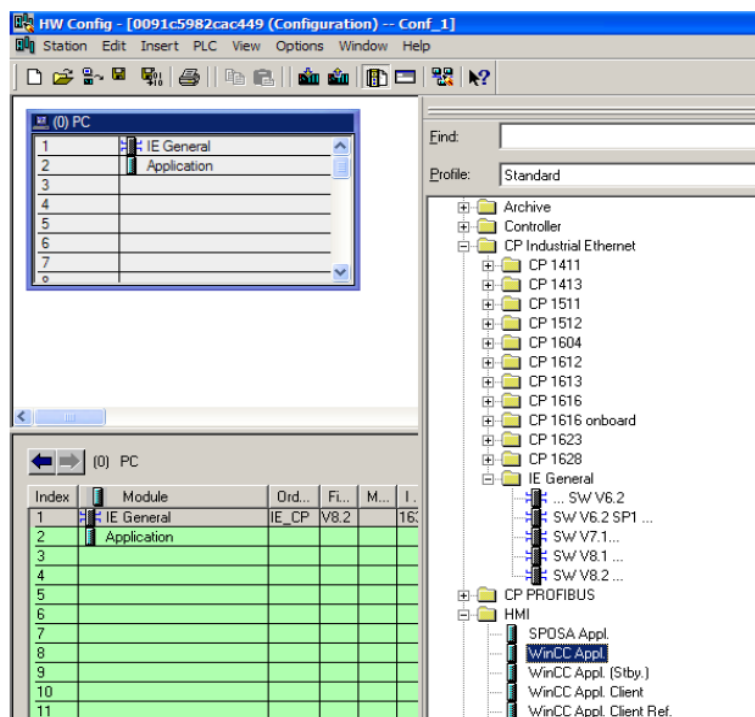 HW Config - [0091c5982cac449 (Configuration) -- Conf_1]
Station Edit Insert PLC View Options Window Help
(0) PC
1 IE General
2 Application
3
4
5
6
7
Find:
Profile: Standard
Archive
Controller
CP Industrial Ethernet
CP 1411
CP 1413
CP 1511
CP 1512
CP 1604
CP 1612
CP 1613
CP 1616
CP 1616 onboard
CP 1623
CP 1628
IE General
... SW V6.2
SW V6.2 SP1 ...
SW V7.1...
SW V8.1 ...
SW V8.2 ...
CP PROFIBUS
HMI
SPOSA Appl.
WinCC Appl.
WinCC Appl. (Stby.)
WinCC Appl. Client
WinCC Appl. Client Ref.
(0) PC
Index Module Ord... Fi... M... I .
1 IE General IE_CP V8.2
2 Application
3
4
5
6
7
8
9
10
11